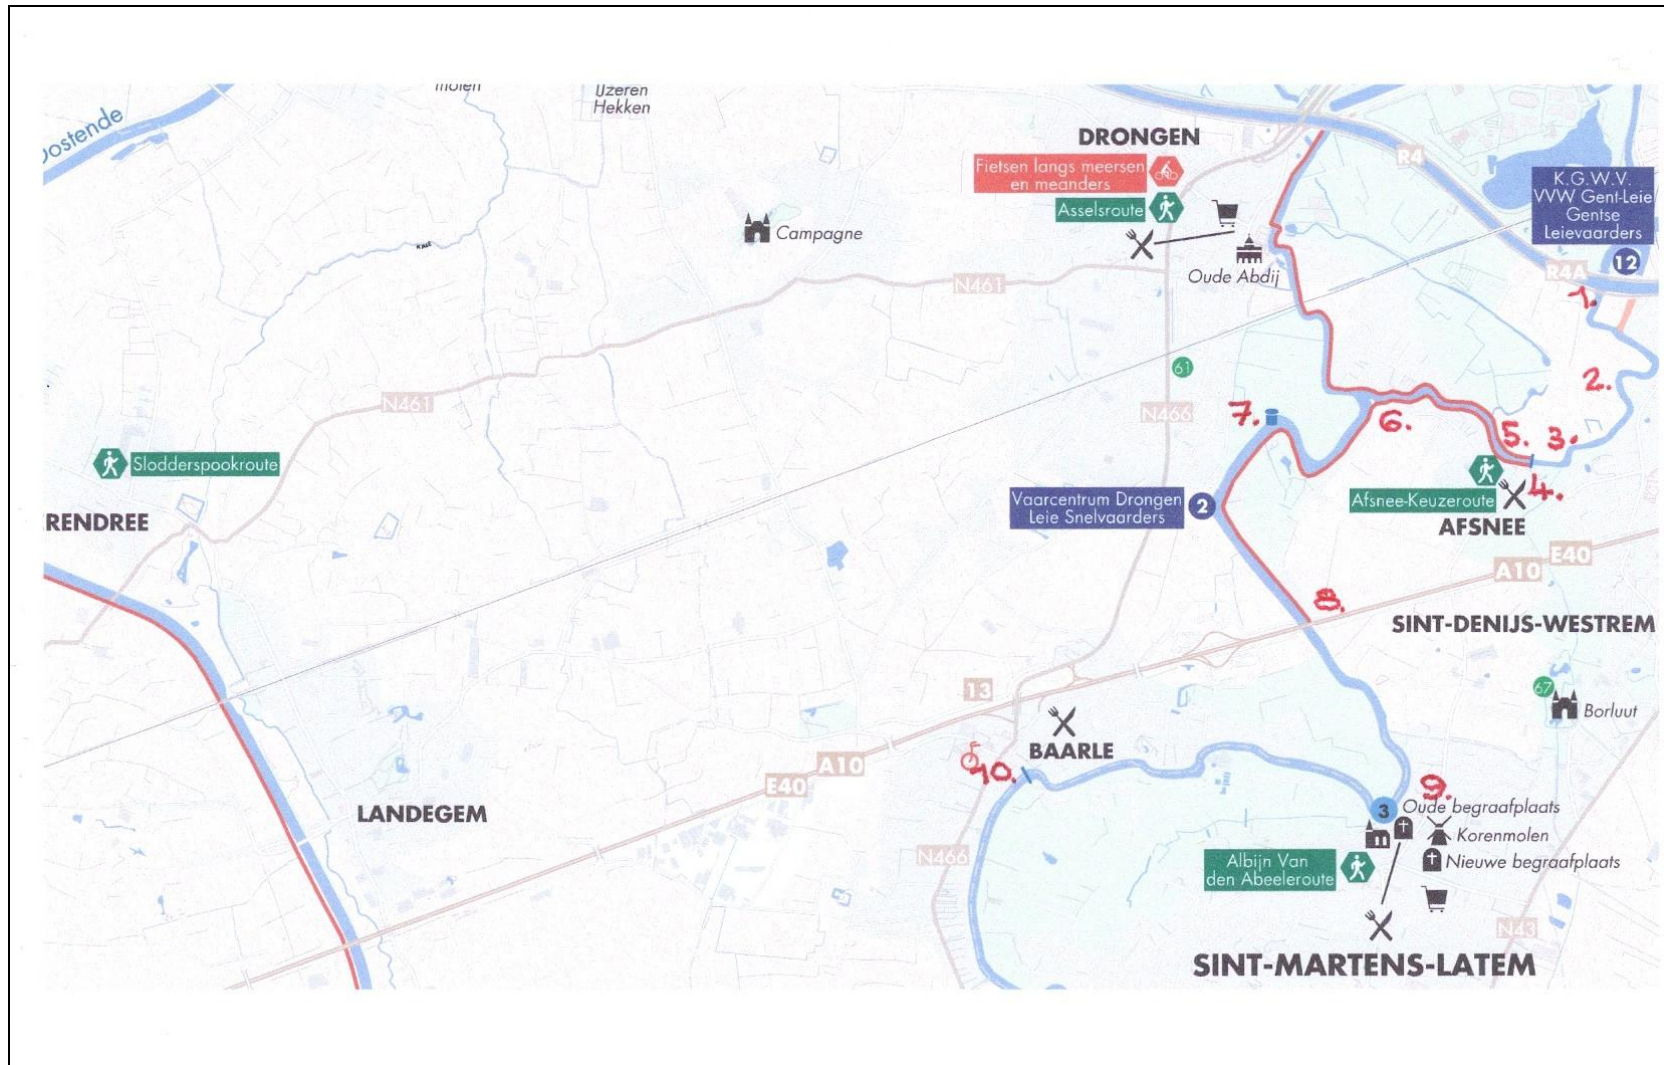 molen
IJzeren
Hekken
Oostende
DRONGEN
Fietsen langs meersen
en meanders
Asselsroute
R4
K.G.W.V.
VVW Gent-Leie
Gentse
Leievaarders
12
R4A
Campagne
Oude Abdij
N461
1.
61
2.
N461
N466
7.
6.
5.
3.
Slodderspookroute
4.
Vaarcentrum Drongen
Leie Snelvaarders
2
Afsnee-Keuzeroute
AFSNEE
RENDREE
E40
A10
8.
SINT-DENIJS-WESTREM
13
67
Borluut
BAARLE
A10
10.
E40
9.
LANDEGEM
3
Oude begraafplaats
Korenmolen
N466
Albijn Van
den Abeeleroute
Nieuwe begraafplaats
N43
SINT-MARTENS-LATEM